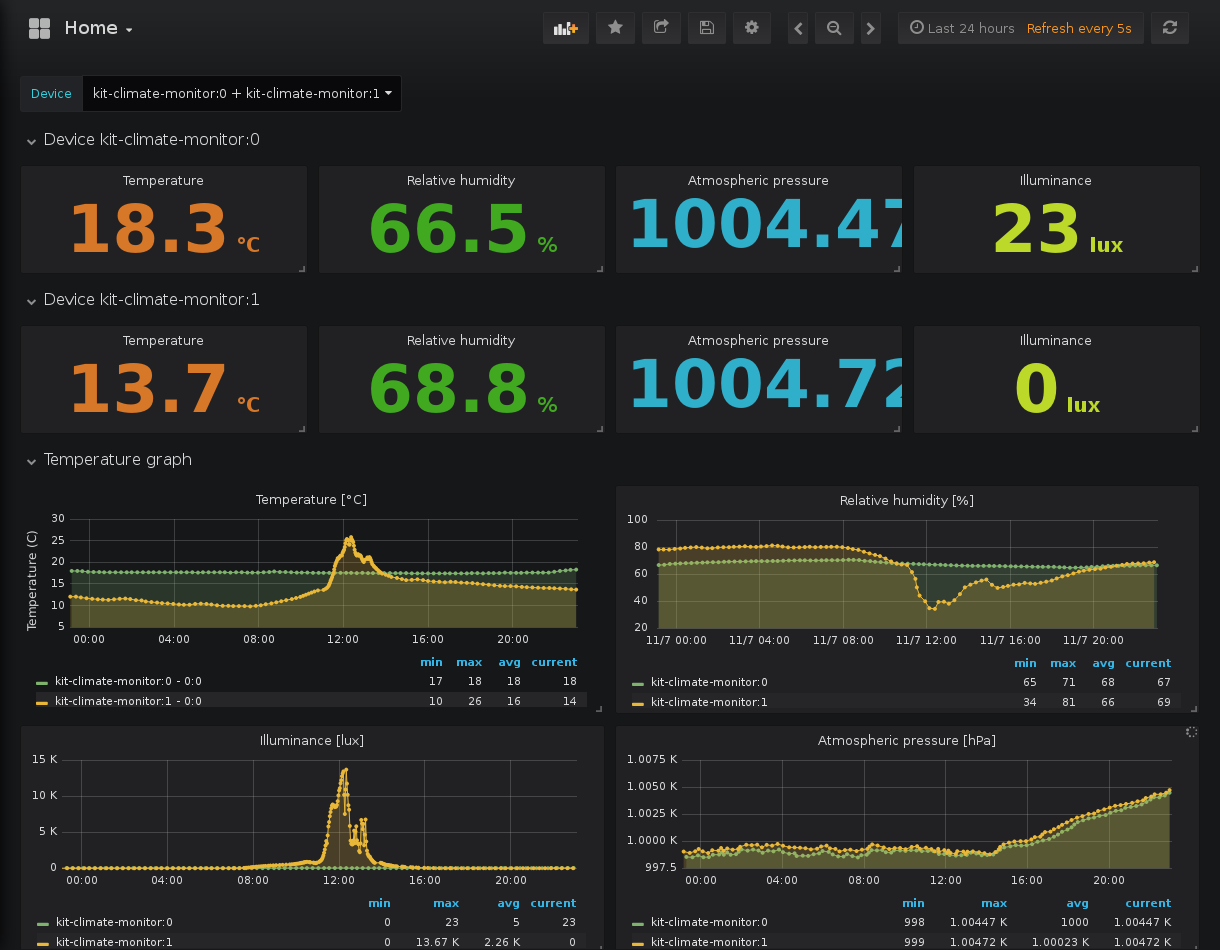 Home
Last 24 hours Refresh every 5s
Device kit-climate-monitor:0 + kit-climate-monitor:1
Device kit-climate-monitor:0
Temperature
18.3 °C
Relative humidity
66.5 %
Atmospheric pressure
1004.47
Illuminance
23 lux
Device kit-climate-monitor:1
Temperature
13.7 °C
Relative humidity
68.8 %
Atmospheric pressure
1004.72
Illuminance
0 lux
Temperature graph
Temperature [°C]
Temperature (C)
30
25
20
15
10
5
00:00 04:00 08:00 12:00 16:00 20:00
min max avg current
kit-climate-monitor:0 - 0:0 17 18 18 18
kit-climate-monitor:1 - 0:0 10 26 16 14
Relative humidity [%]
100
80
60
40
20
11/7 00:00 11/7 04:00 11/7 08:00 11/7 12:00 11/7 16:00 11/7 20:00
min max avg current
kit-climate-monitor:0 65 71 68 67
kit-climate-monitor:1 34 81 66 69
Illuminance [lux]
15 K
10 K
5 K
0
00:00 04:00 08:00 12:00 16:00 20:00
min max avg current
kit-climate-monitor:0 0 23 5 23
kit-climate-monitor:1 0 13.67 K 2.26 K 0
Atmospheric pressure [hPa]
1.0075 K
1.0050 K
1.0025 K
1.0000 K
997.5
00:00 04:00 08:00 12:00 16:00 20:00
min max avg current
kit-climate-monitor:0 998 1.00447 K 1000 1.00447 K
kit-climate-monitor:1 999 1.00472 K 1.00023 K 1.00472 K